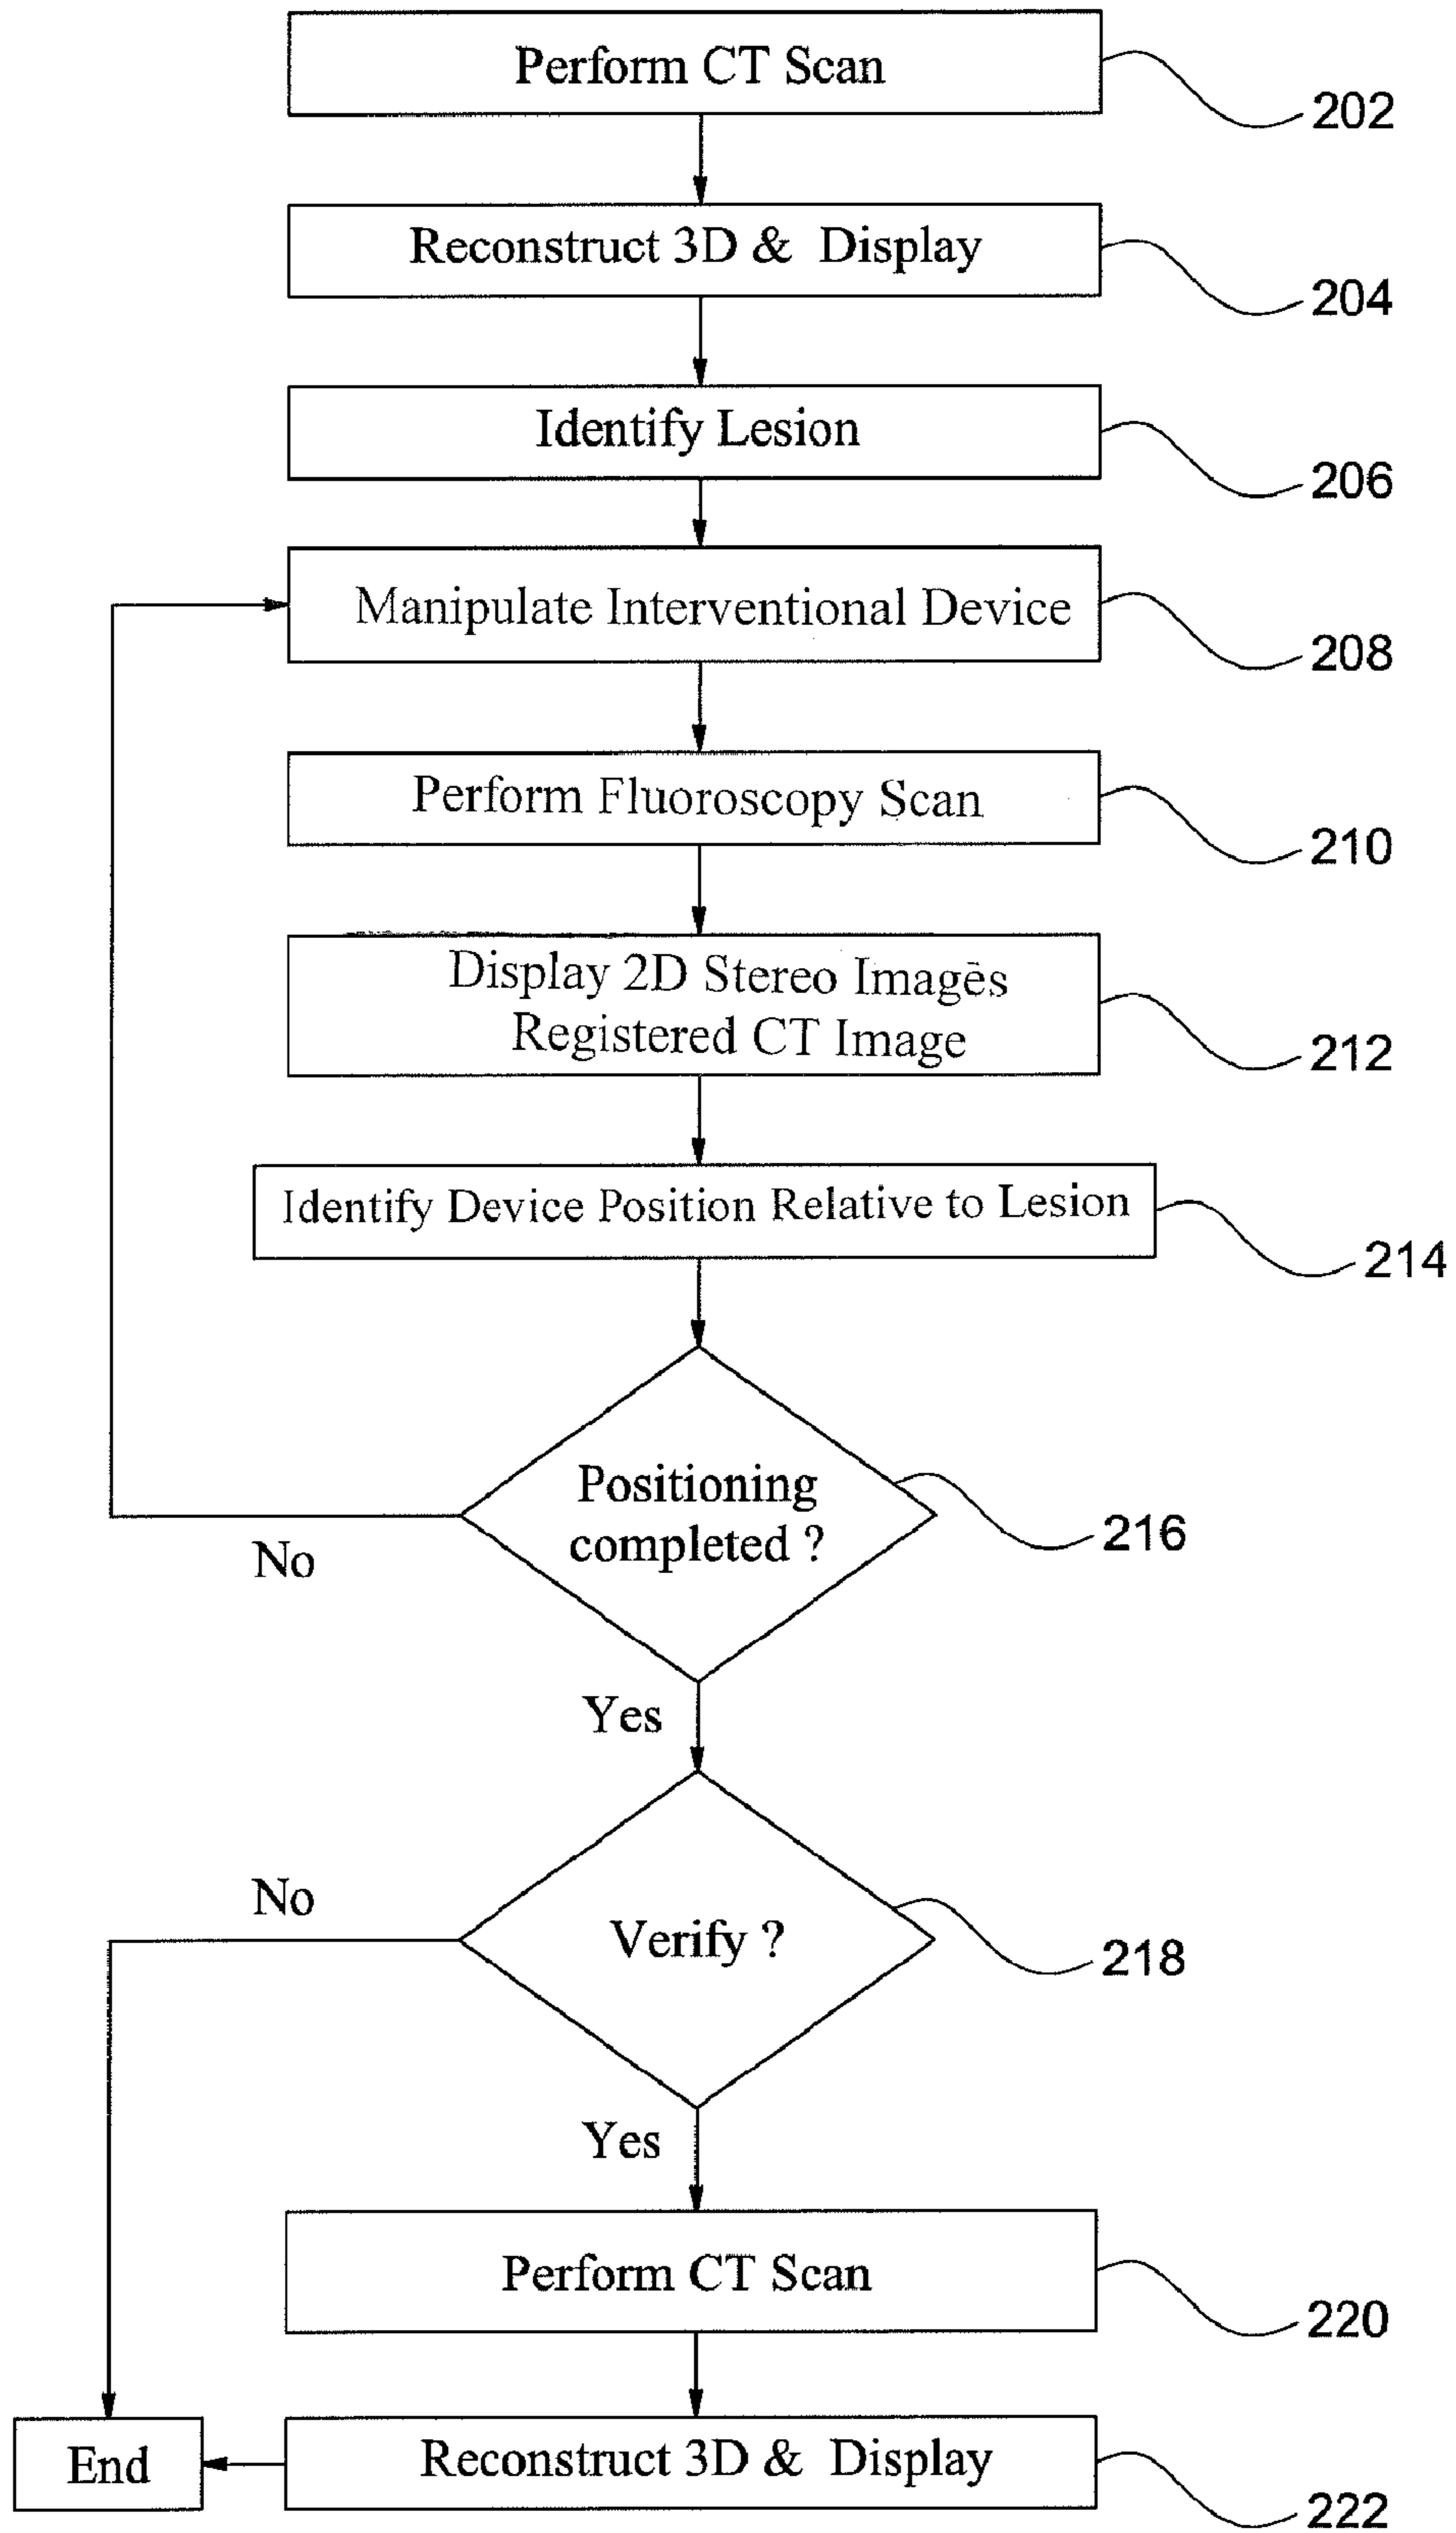 Perform CT Scan
202
Reconstruct 3D & Display
204
Identify Lesion
206
Manipulate Interventional Device
208
Perform Fluoroscopy Scan
210
Display 2D Stereo Images
Registered CT Image
212
Identify Device Position Relative to Lesion
214
Positioning
completed ?
216
No
Yes
Verify ?
218
No
Yes
Perform CT Scan
220
Reconstruct 3D & Display
222
End